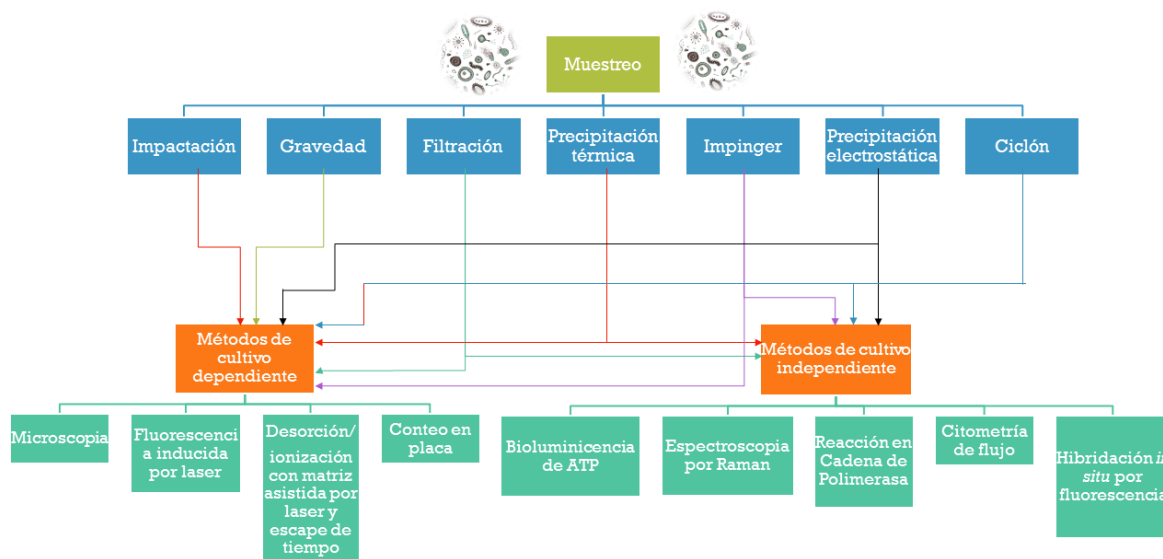 Muestreo
Impactación
Gravedad
Filtración
Precipitación
térmica
Impinger
Precipitación
electrostática
Ciclón
Métodos de
cultivo
dependiente
Métodos de cultivo
independiente
Microscopia
Fluorescenci
a inducida
por laser
Desorción/
ionización
con matriz
asistida por
laser y
escape de
tiempo
Conteo en
placa
Bioluminicencia
de ATP
Espectroscopia
por Raman
Reacción en
Cadena de
Polimerasa
Citometría
de flujo
Hibridación in
situ por
fluorescencia